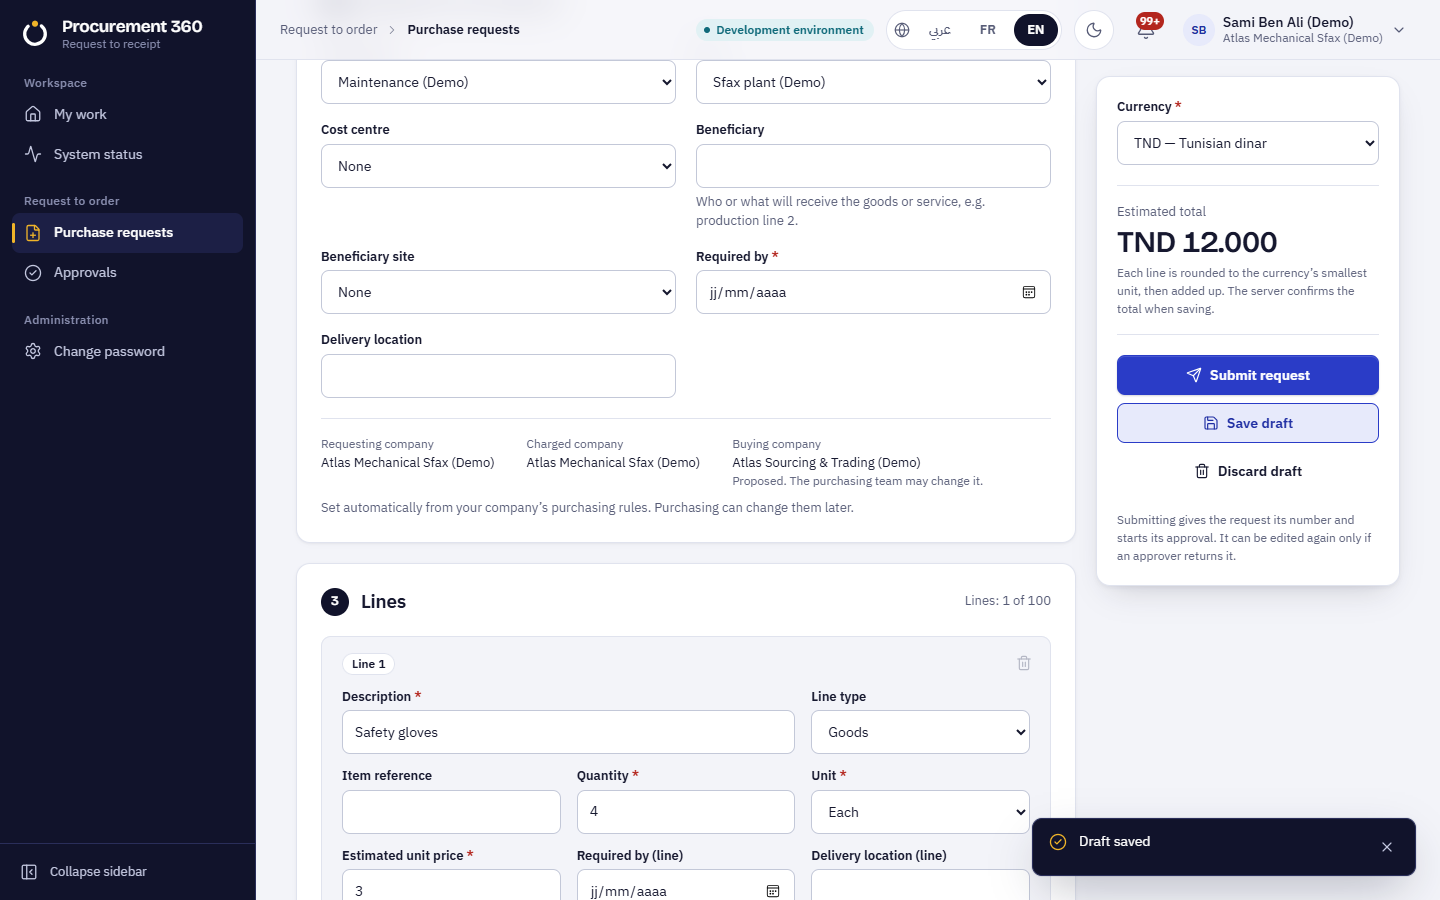 Procurement 360
Request to receipt
Workspace
My work
System status
Request to order
Purchase requests
Approvals
Administration
Change password
Collapse sidebar
Request to order > Purchase requests
Development environment
عربي
FR
EN
99+
SB
Sami Ben Ali (Demo)
Atlas Mechanical Sfax (Demo)
Maintenance (Demo)
Sfax plant (Demo)
Cost centre
None
Beneficiary
Who or what will receive the goods or service, e.g.
production line 2.
Beneficiary site
None
Required by *
jj/mm/aaaa
Delivery location
Requesting company
Atlas Mechanical Sfax (Demo)
Charged company
Atlas Mechanical Sfax (Demo)
Buying company
Atlas Sourcing & Trading (Demo)
Proposed. The purchasing team may change it.
Set automatically from your company’s purchasing rules. Purchasing can change them later.
3
Lines
Lines: 1 of 100
Line 1
Description *
Safety gloves
Line type
Goods
Item reference
Quantity *
4
Unit *
Each
Estimated unit price *
3
Required by (line)
jj/mm/aaaa
Delivery location (line)
Currency *
TND — Tunisian dinar
Estimated total
TND 12.000
Each line is rounded to the currency’s smallest
unit, then added up. The server confirms the
total when saving.
Submit request
Save draft
Discard draft
Submitting gives the request its number and
starts its approval. It can be edited again only if
an approver returns it.
Draft saved